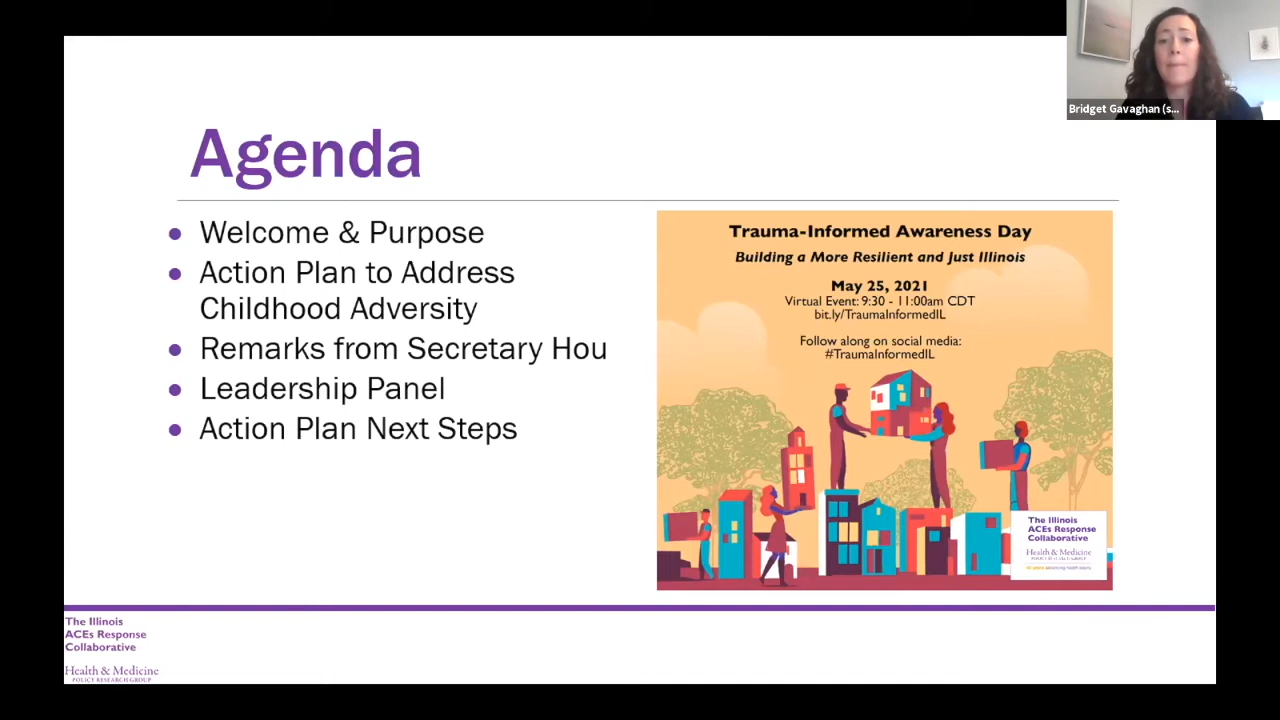 Bridget Gavaghan (s...
Agenda
Welcome & Purpose
Action Plan to Address
Childhood Adversity
Remarks from Secretary Hou
Leadership Panel
Action Plan Next Steps
Trauma-Informed Awareness Day
Building a More Resilient and Just Illinois
May 25, 2021
Virtual Event: 9:30 - 11:00am CDT
bit.ly/TraumaInformedIL
Follow along on social media:
#TraumaInformedIL
The Illinois
ACEs Response
Collaborative
Health & Medicine
POLICY RESEARCH GROUP
The Illinois
ACEs Response
Collaborative
Health & Medicine
POLICY RESEARCH GROUP